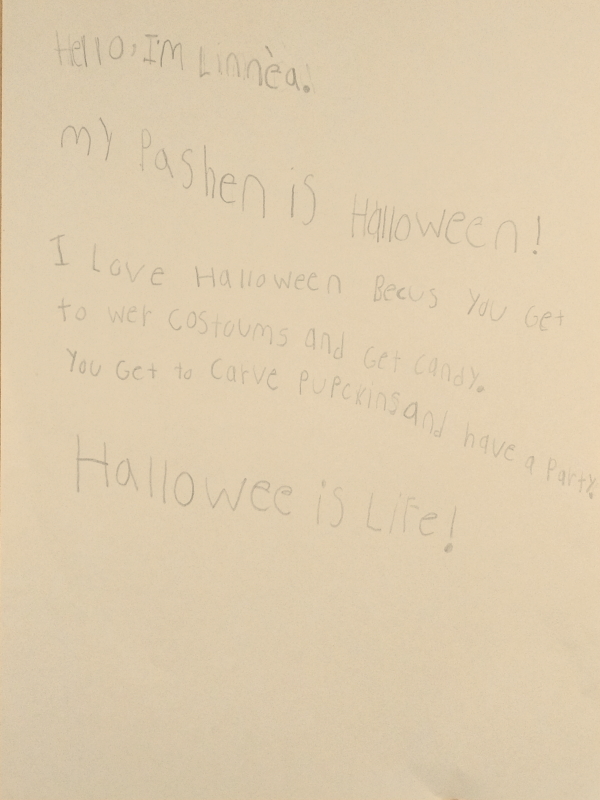 Hello, I'm Linnèa.
my Pashen is Halloween!
I Love Halloween Becus You Get
to wer costoums and Get candy.
You Get to Carve Pupckins and have a Party.
Hallowee is Life!